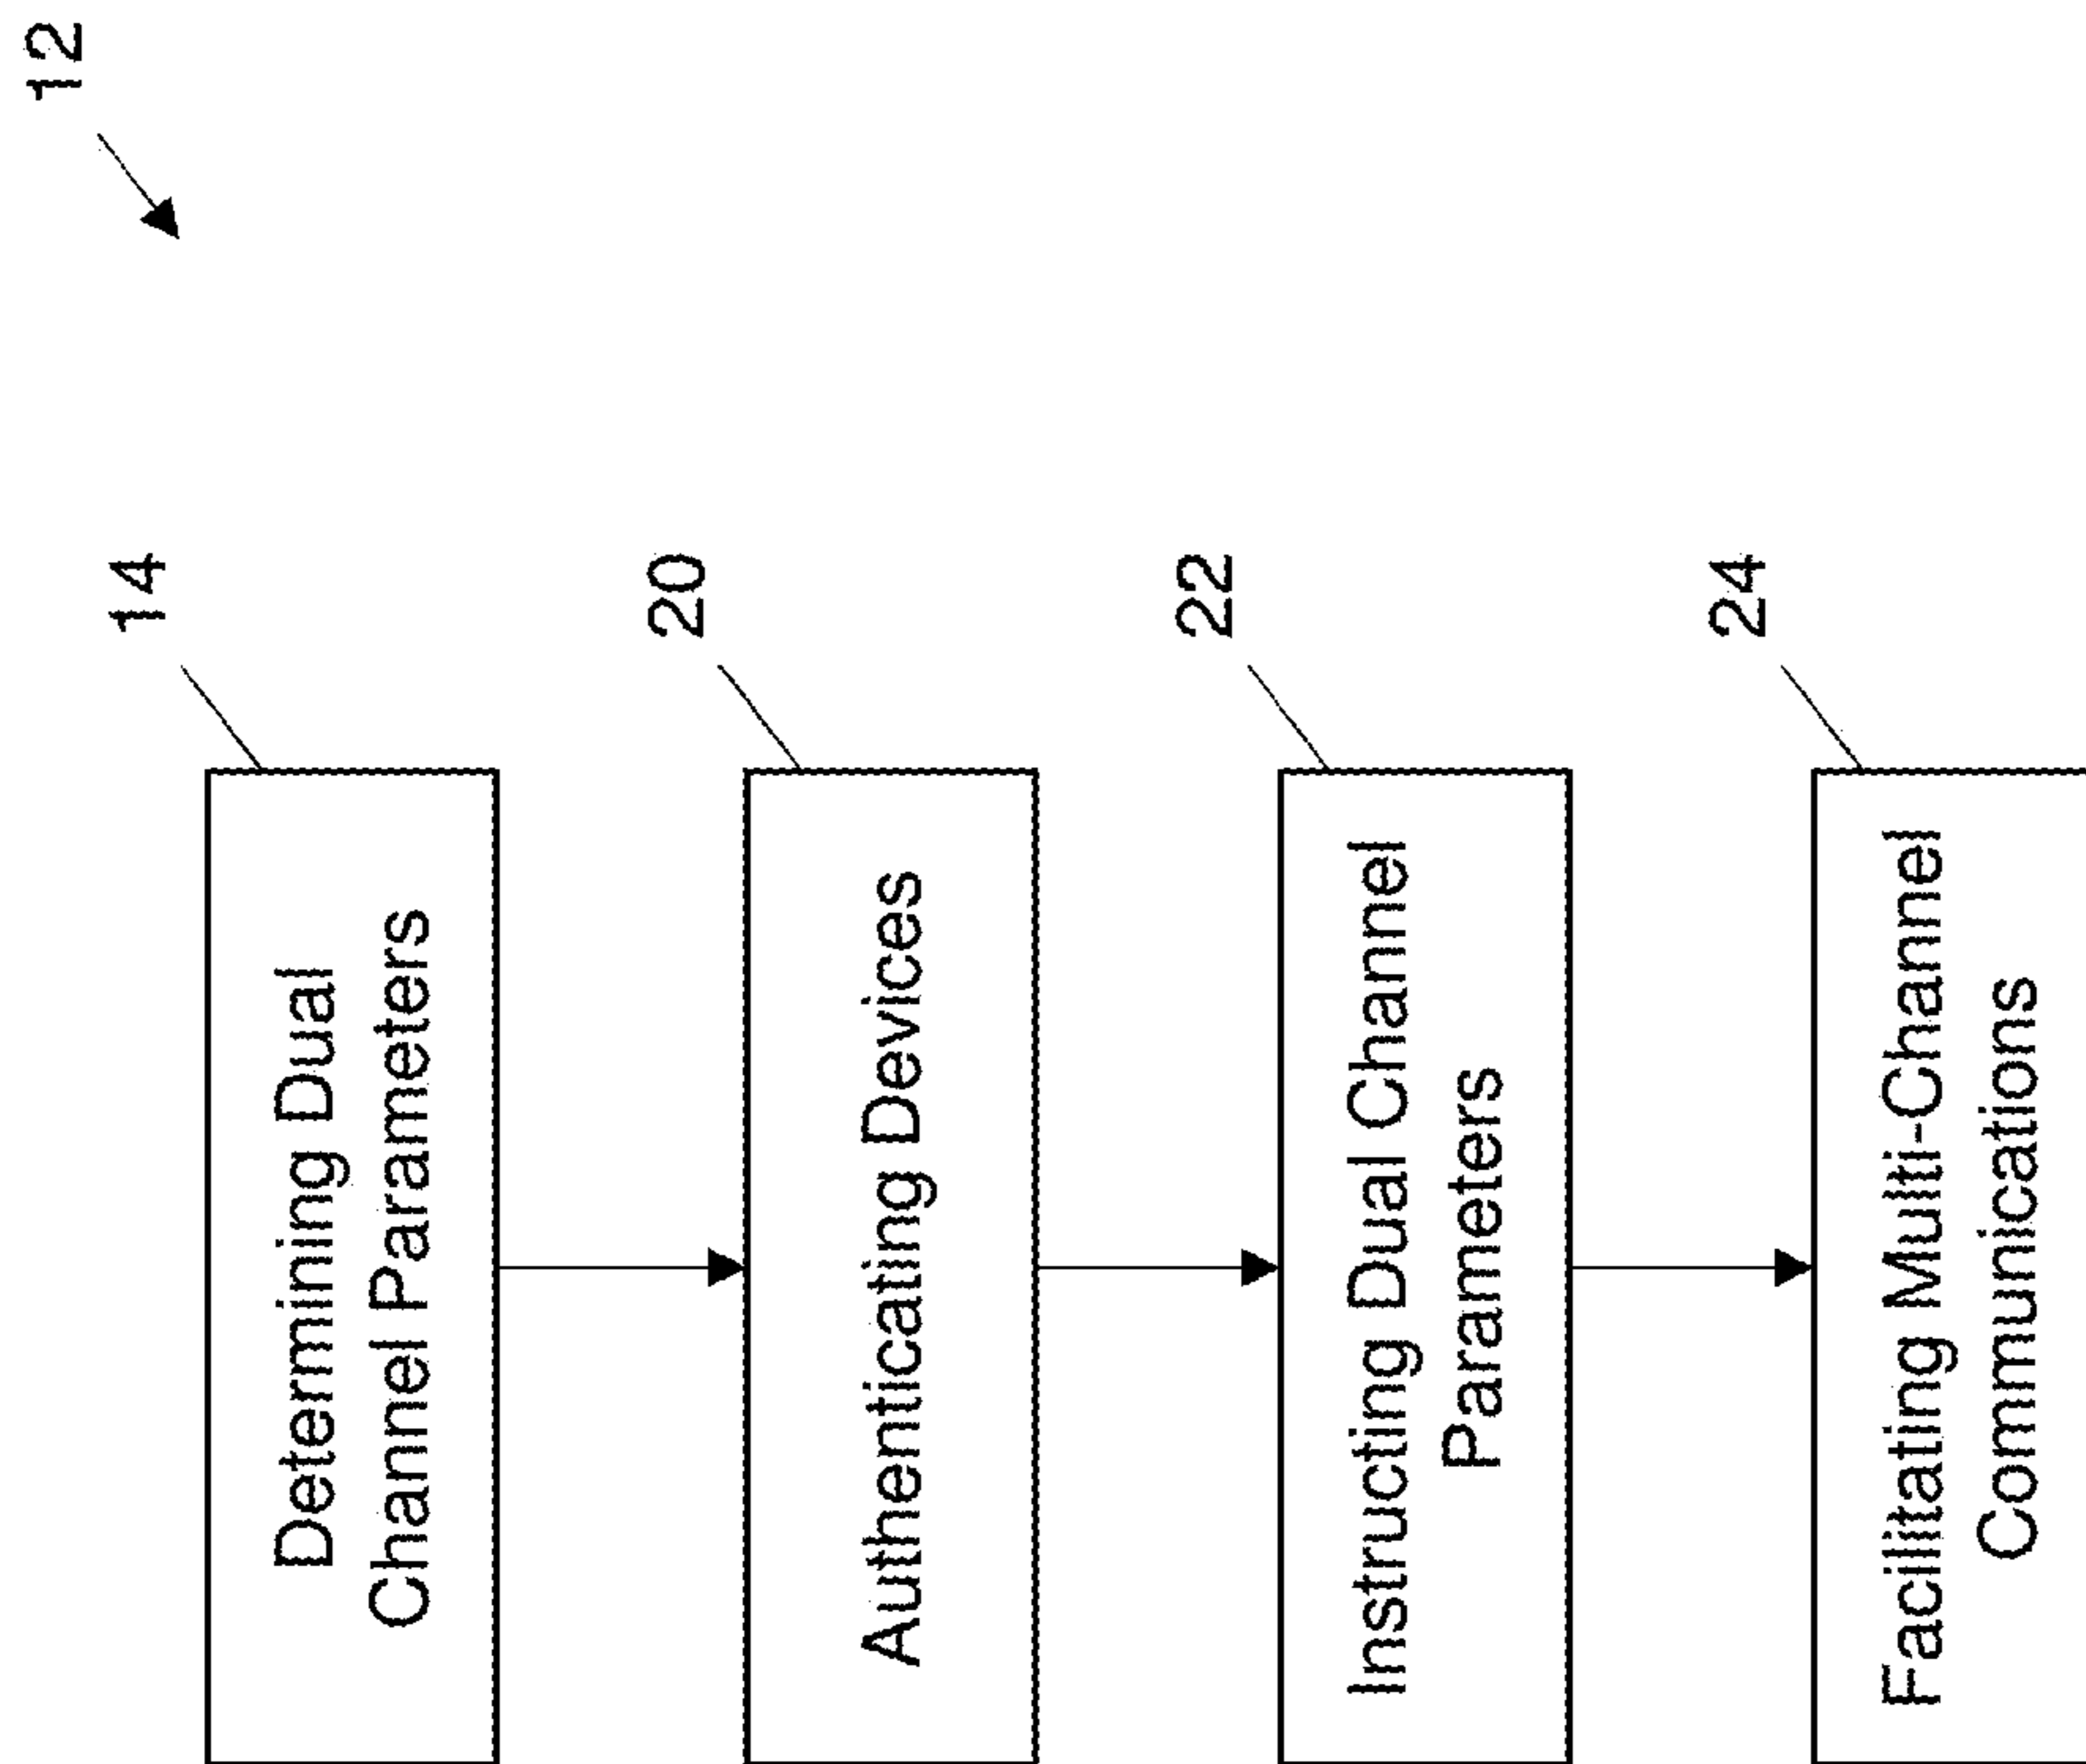 12
14
Determining Dual
Channel Parameters
20
Authenticating Devices
22
Instructing Dual Channel
Parameters
24
Facilitating Multi-Channel
Communications